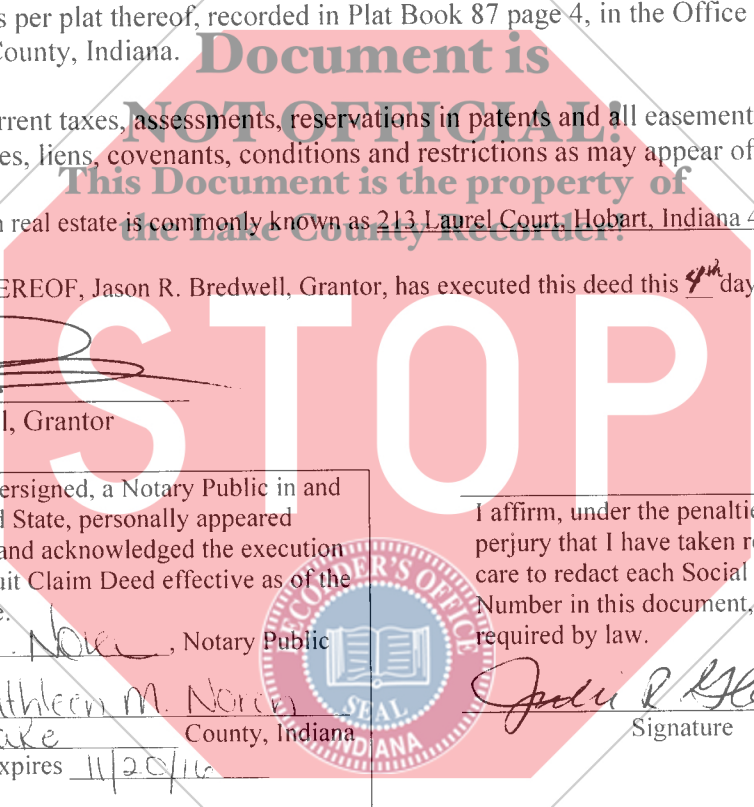 s per plat thereof, recorded in Plat Book 87 page 4, in the Office
County, Indiana.
Document is
NOT OFFICIAL!
rrent taxes, assessments, reservations in patents and all easement
es, liens, covenants, conditions and restrictions as may appear of
This Document is the property of
the Lake County Recorder!
n real estate is commonly known as 213 Laurel Court, Hobart, Indiana 4
EREOF, Jason R. Bredwell, Grantor, has executed this deed this 4th day
STOP
l, Grantor
ersigned, a Notary Public in and
d State, personally appeared
and acknowledged the execution
uit Claim Deed effective as of the
e.
, Notary Public
thleen M.
ake County, Indiana
xpires 11/20/16
I affirm, under the penaltie
perjury that I have taken re
care to redact each Social
Number in this document,
required by law.
Signature
RECORDER'S OFFICE
SEAL
INDIANA